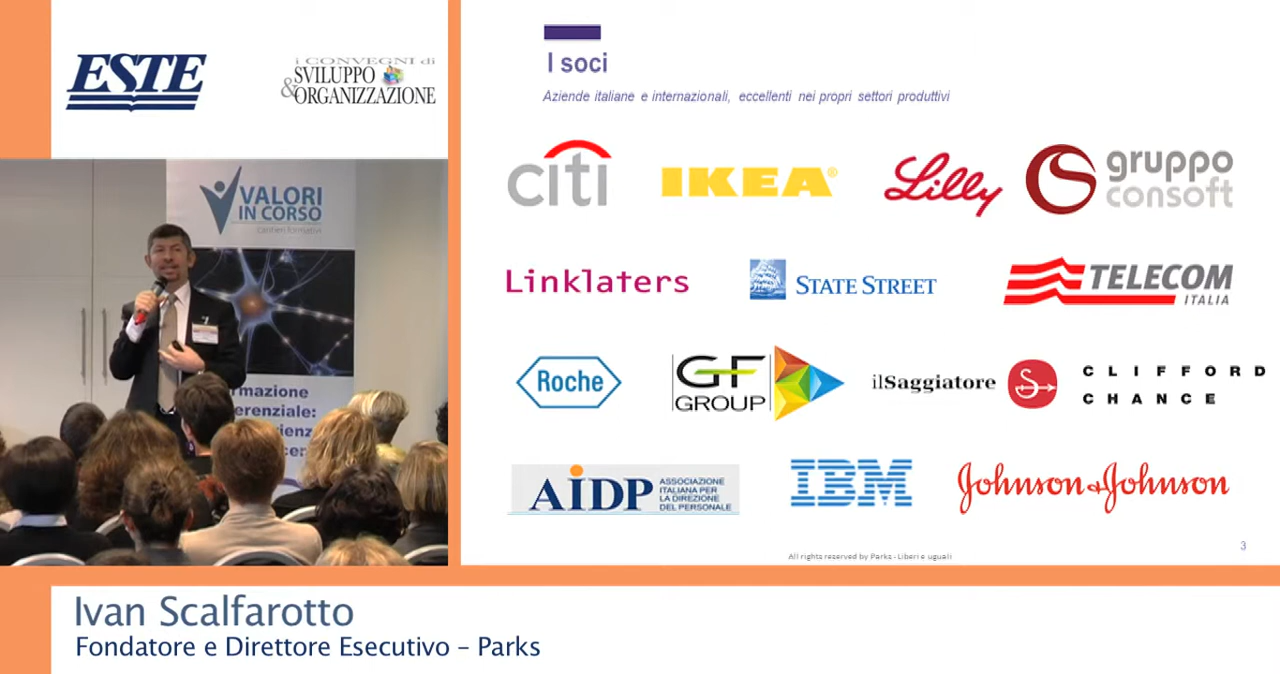 ESTE
i CONVEGNI di
SVILUPPO
&ORGANIZZAZIONE
VALORI
IN CORSO
cantieri formativi
I soci
Aziende italiane e internazionali, eccellenti nei propri settori produttivi
citi
IKEA®
Lilly
gruppo
consoft
Linklaters
STATE STREET
TELECOM
ITALIA
Roche
GF
GROUP
ilSaggiatore
S
CLIFFORD
CHANCE
AIDP
ASSOCIAZIONE
ITALIANA PER
LA DIREZIONE
DEL PERSONALE
IBM
Johnson & Johnson
All rights reserved by Parks - Liberi e uguali
3
Ivan Scalfarotto
Fondatore e Direttore Esecutivo – Parks